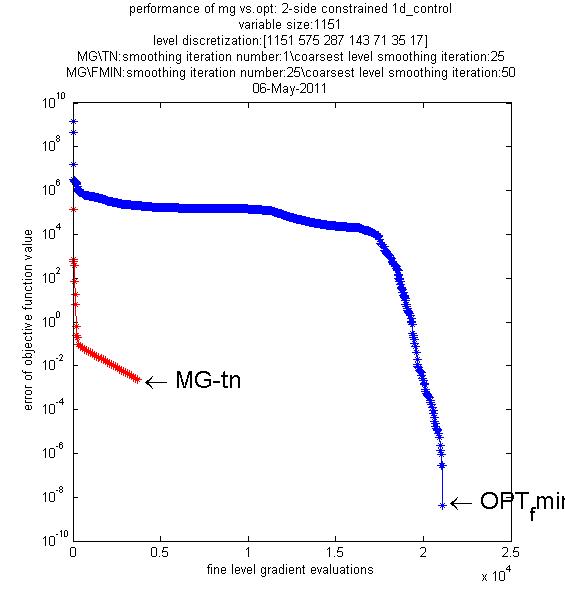 performance of mg vs.opt: 2-side constrained 1d_control
variable size:1151
level discretization:[1151 575 287 143 71 35 17]
MG\TN:smoothing iteration number:1\coarsest level smoothing iteration:25
MG\FMIN:smoothing iteration number:25\coarsest level smoothing iteration:50
06-May-2011
10^10
10^8
10^6
10^4
10^2
10^0
10^-2
10^-4
10^-6
10^-8
10^-10
error of objective function value
← MG-tn
← OPT_fmin
0 0.5 1 1.5 2 2.5
x 10^4
fine level gradient evaluations